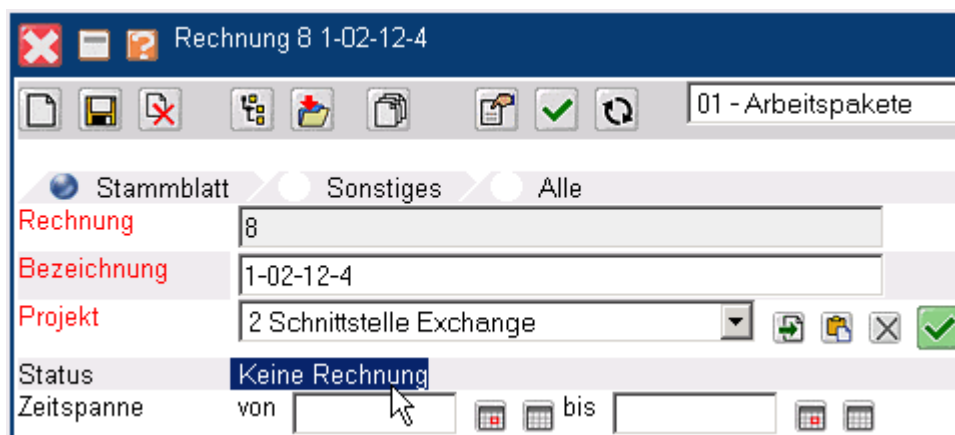 Rechnung 8 1-02-12-4
01 - Arbeitspakete
Stammblatt Sonstiges Alle
Rechnung 8
Bezeichnung 1-02-12-4
Projekt 2 Schnittstelle Exchange
Status Keine Rechnung
Zeitspanne von bis